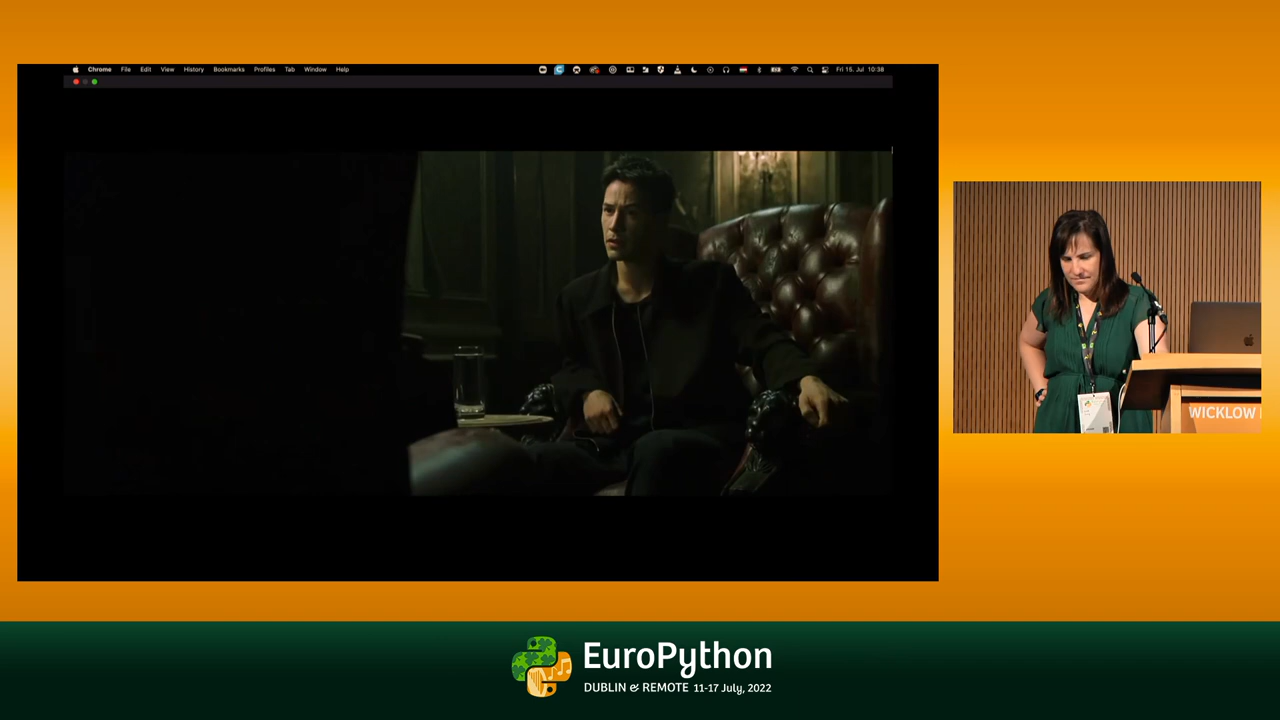 Chrome File Edit View History Bookmarks Profiles Tab Window Help
Fri 15. Jul 10:38
WICKLOW
EuroPython
DUBLIN & REMOTE 11-17 July, 2022